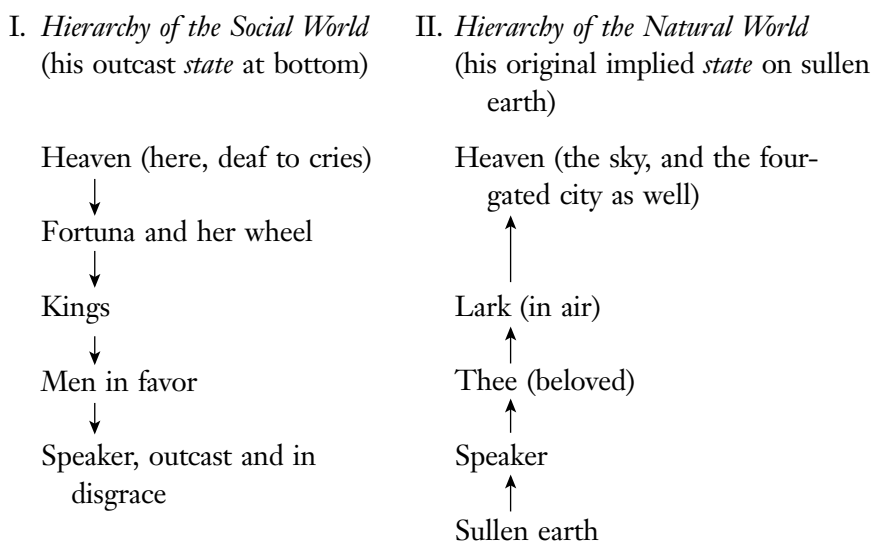 I. Hierarchy of the Social World
(his outcast state at bottom)
Heaven (here, deaf to cries)
Fortuna and her wheel
Kings
Men in favor
Speaker, outcast and in
disgrace
II. Hierarchy of the Natural World
(his original implied state on sullen
earth)
Heaven (the sky, and the four-
gated city as well)
Lark (in air)
Thee (beloved)
Speaker
Sullen earth